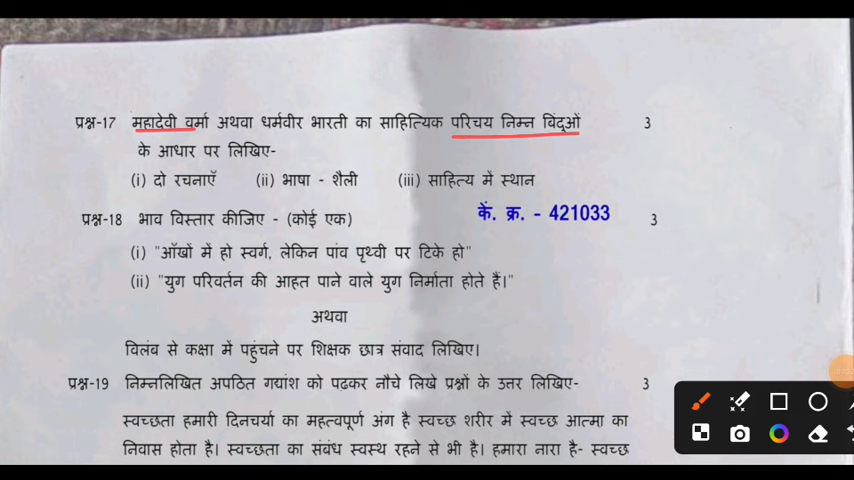 प्रश्न-17 महादेवी वर्मा अथवा धर्मवीर भारती का साहित्यिक परिचय निम्न बिंदूओं 3
के आधार पर लिखिए-
(i) दो रचनाएँ (ii) भाषा - शैली (iii) साहित्य में स्थान
कें. क्र. - 421033
प्रश्न-18 भाव विस्तार कीजिए - (कोई एक) 3
(i) "आँखों में हो स्वर्ग, लेकिन पांव पृथ्वी पर टिके हो"
(ii) "युग परिवर्तन की आहत पाने वाले युग निर्माता होते हैं।"
अथवा
विलंब से कक्षा में पहुंचने पर शिक्षक छात्र संवाद लिखिए।
प्रश्न-19 निम्नलिखित अपठित गद्यांश को पढकर नीचे लिखे प्रश्नों के उत्तर लिखिए- 3
स्वच्छता हमारी दिनचर्या का महत्वपूर्ण अंग है स्वच्छ शरीर में स्वच्छ आत्मा का
निवास होता है। स्वच्छता का संबंध स्वस्थ रहने से भी है। हमारा नारा है- स्वच्छ